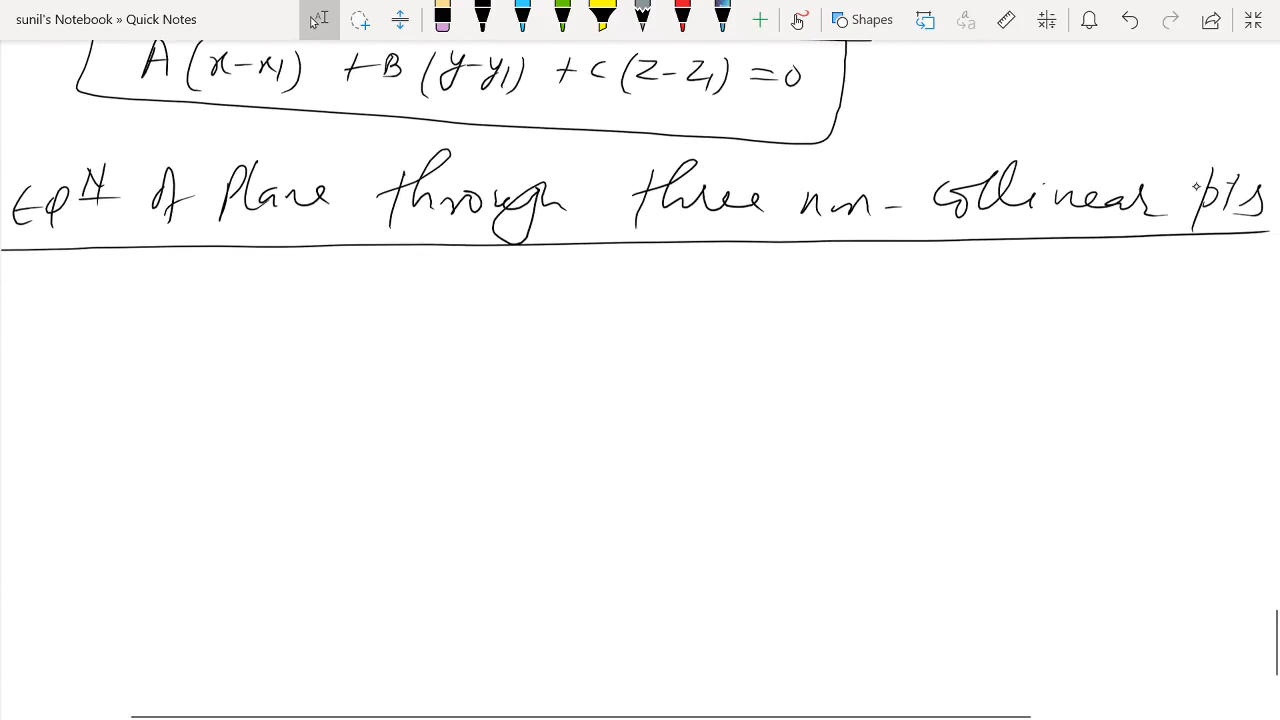 sunil's Notebook » Quick Notes
Shapes
A(x-x1) +B(y-y1) +C(z-z1) =0
EqN of Plane through three non-collinear pts